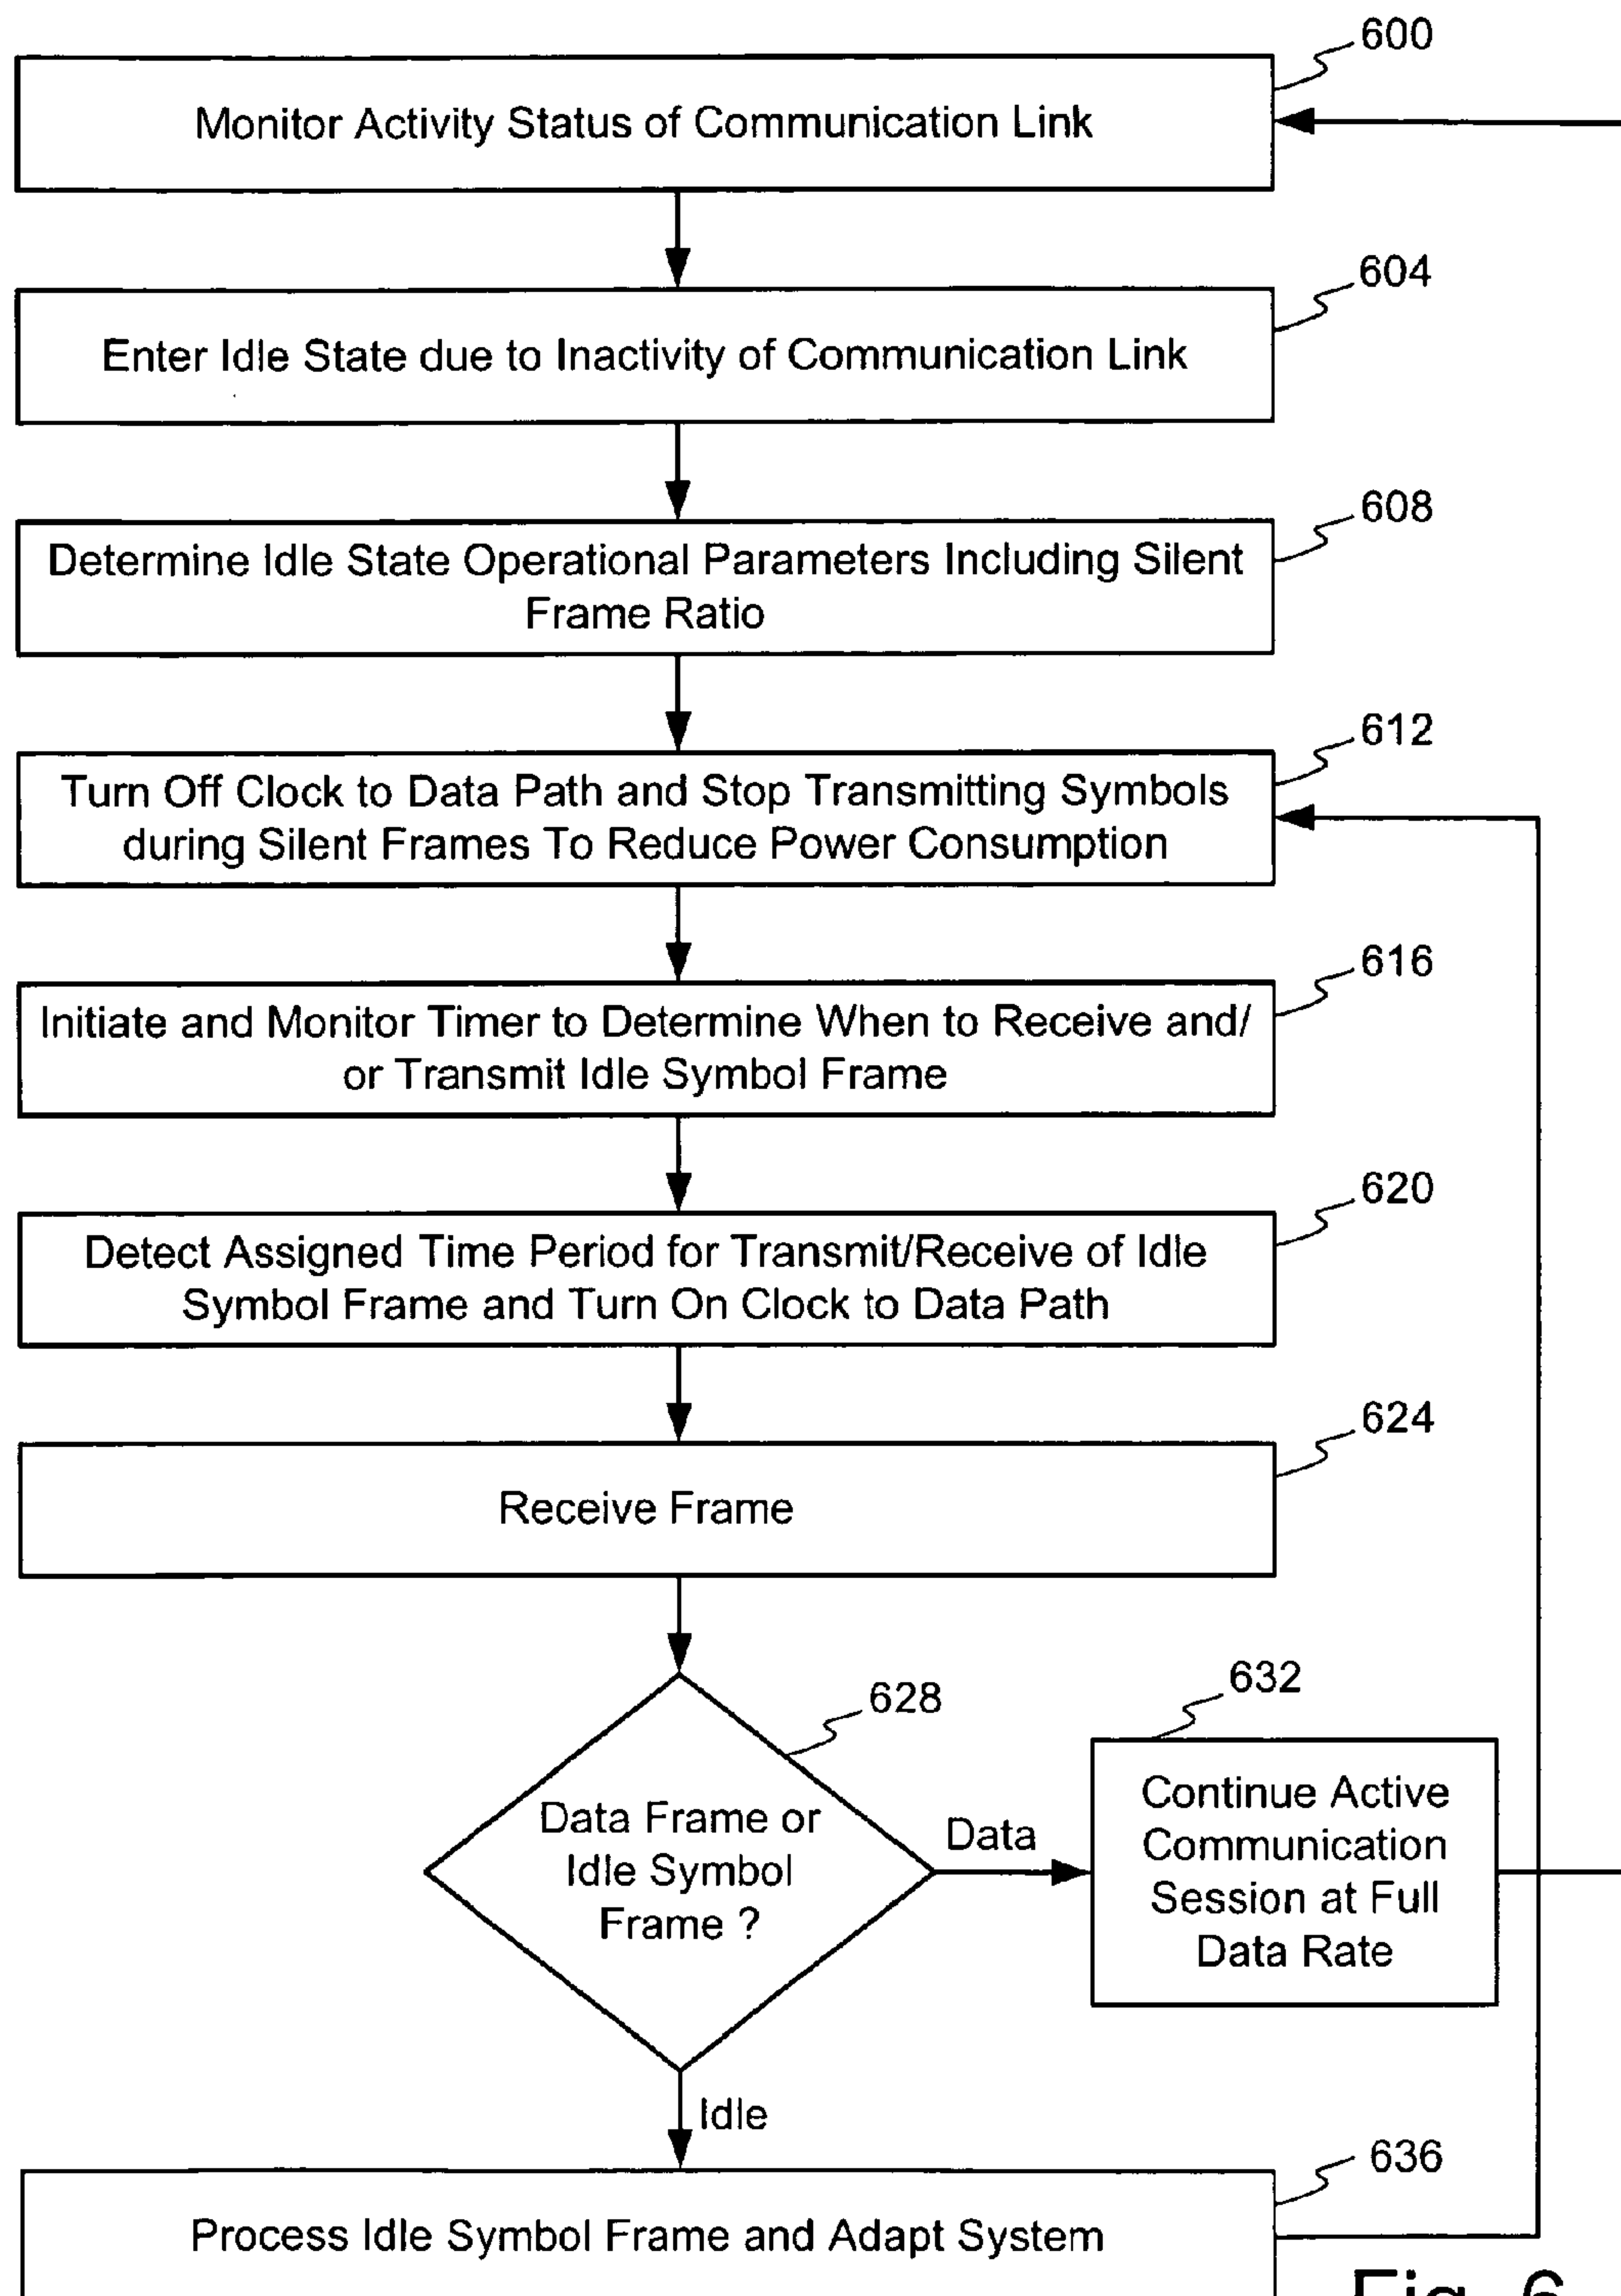 600
Monitor Activity Status of Communication Link
604
Enter Idle State due to Inactivity of Communication Link
608
Determine Idle State Operational Parameters Including Silent
Frame Ratio
612
Turn Off Clock to Data Path and Stop Transmitting Symbols
during Silent Frames To Reduce Power Consumption
616
Initiate and Monitor Timer to Determine When to Receive and/
or Transmit Idle Symbol Frame
620
Detect Assigned Time Period for Transmit/Receive of Idle
Symbol Frame and Turn On Clock to Data Path
624
Receive Frame
628
Data Frame or
Idle Symbol
Frame ?
Data
632
Continue Active
Communication
Session at Full
Data Rate
Idle
636
Process Idle Symbol Frame and Adapt System
Fig. 6